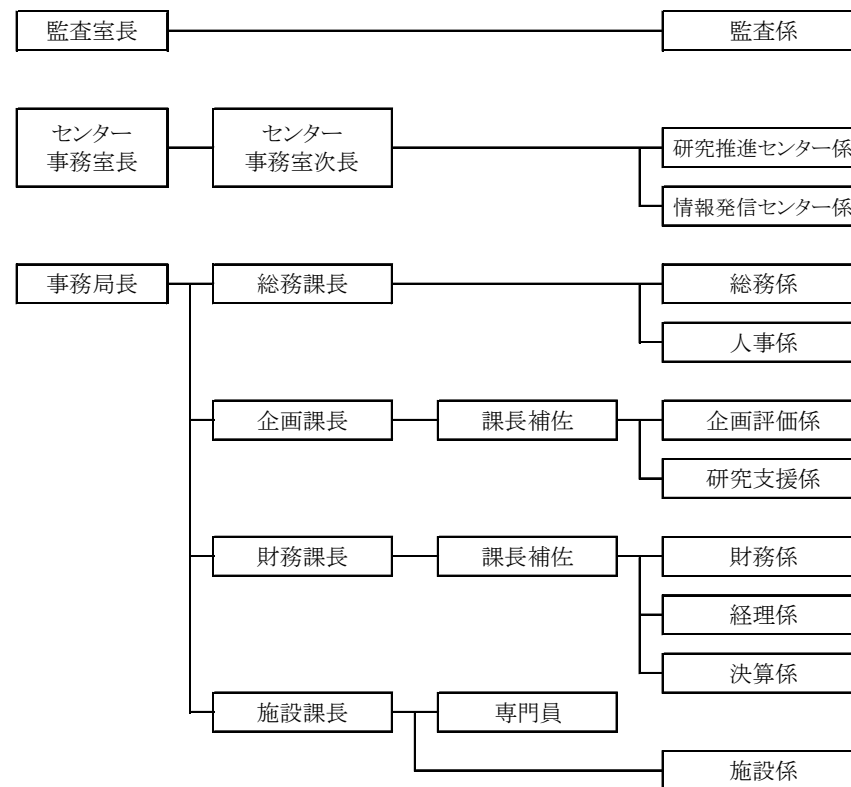 監査室長
監査係
センター
事務室長
センター
事務室次長
研究推進センター係
情報発信センター係
事務局長
総務課長
総務係
人事係
企画課長
課長補佐
企画評価係
研究支援係
財務課長
課長補佐
財務係
経理係
決算係
施設課長
専門員
施設係